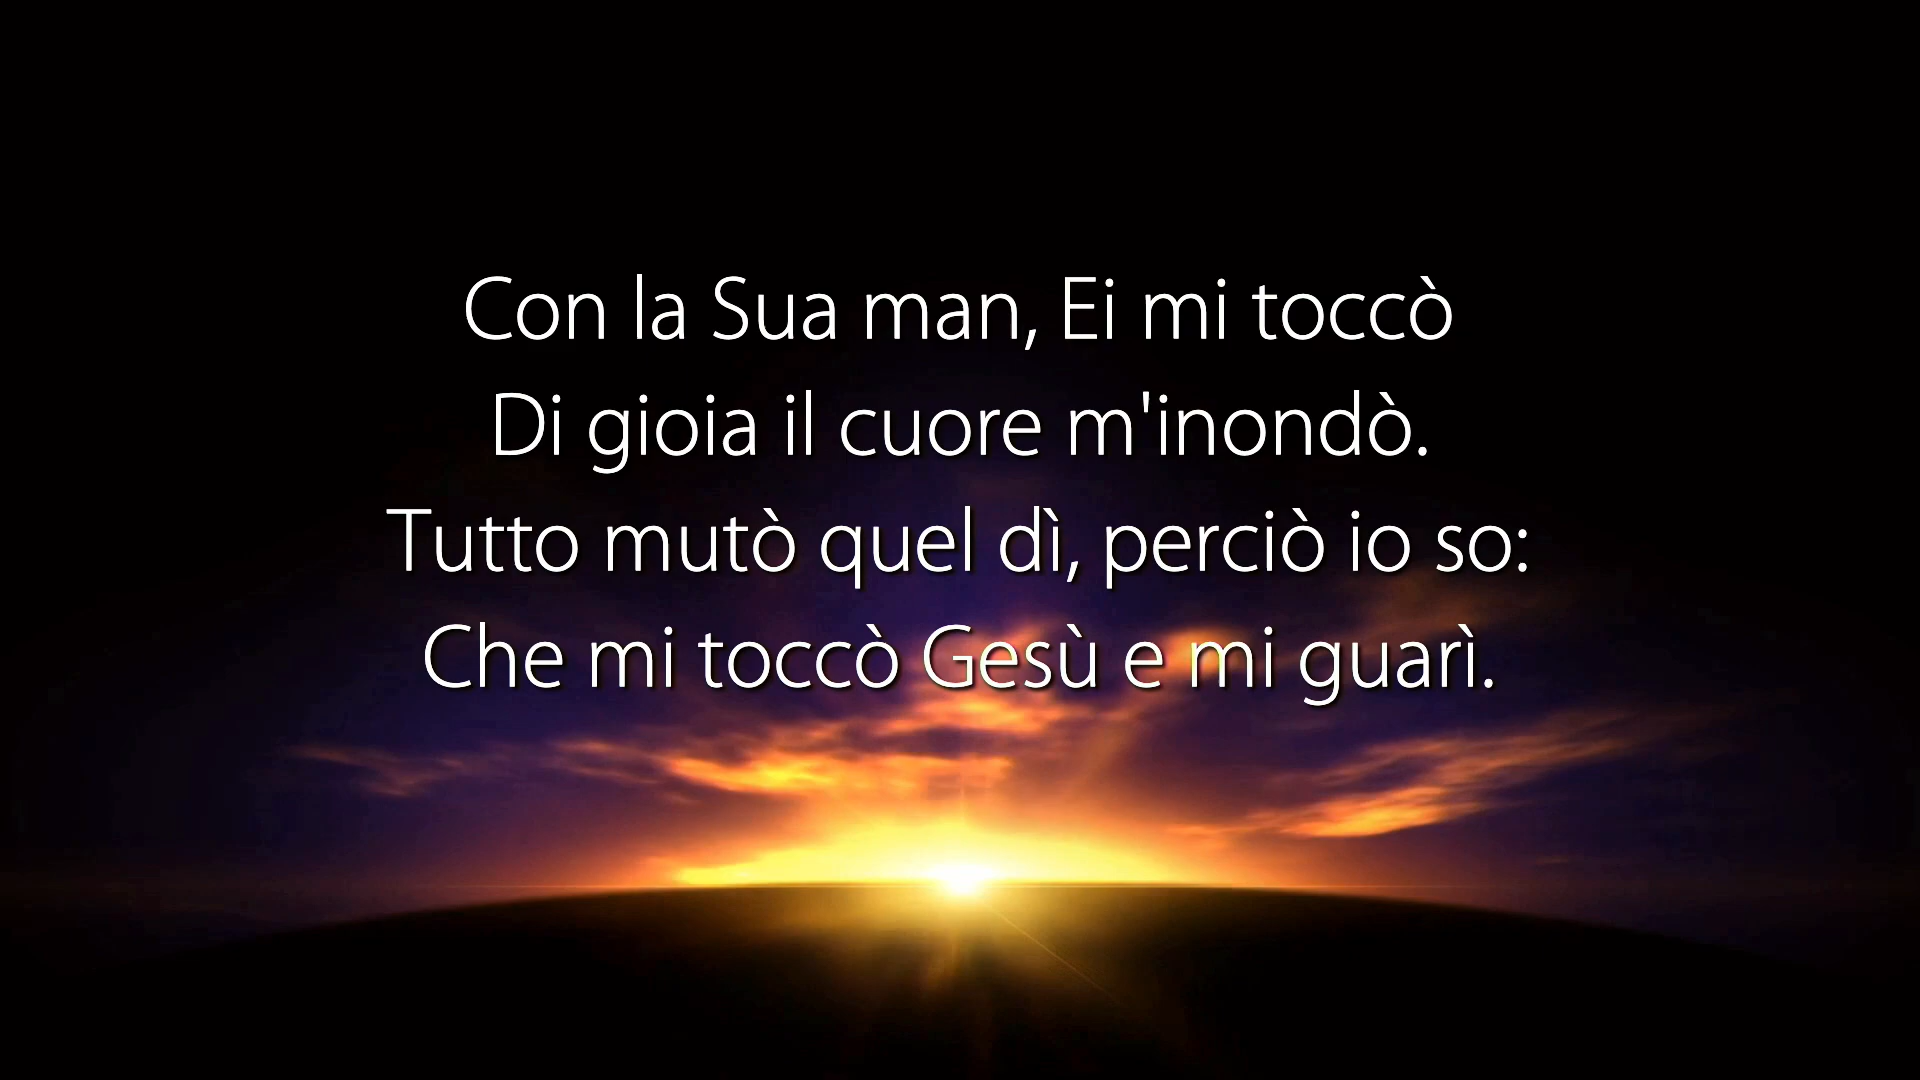 Con la Sua man, Ei mi toccò
Di gioia il cuore m'inondò.
Tutto mutò quel dì, perciò io so:
Che mi toccò Gesù e mi guarì.